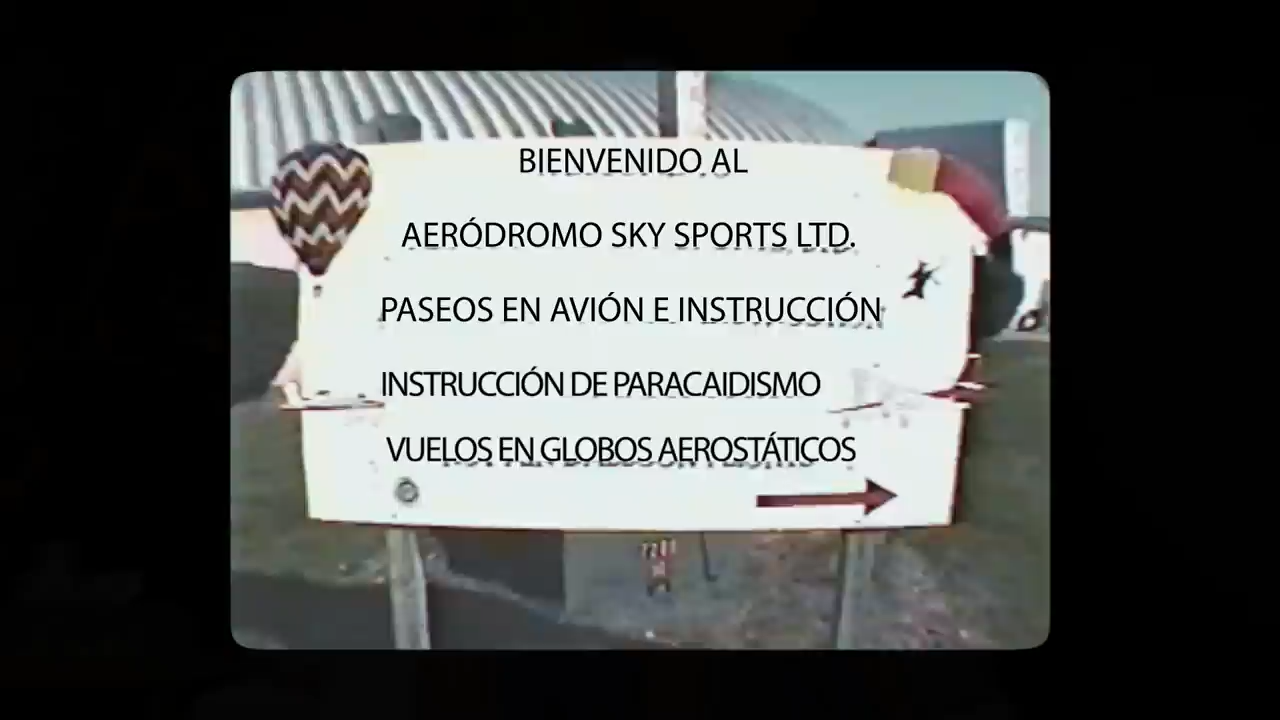 BIENVENIDO AL
AERÓDROMO SKY SPORTS LTD.
PASEOS EN AVIÓN E INSTRUCCIÓN
INSTRUCCIÓN DE PARACAIDISMO
VUELOS EN GLOBOS AEROSTÁTICOS